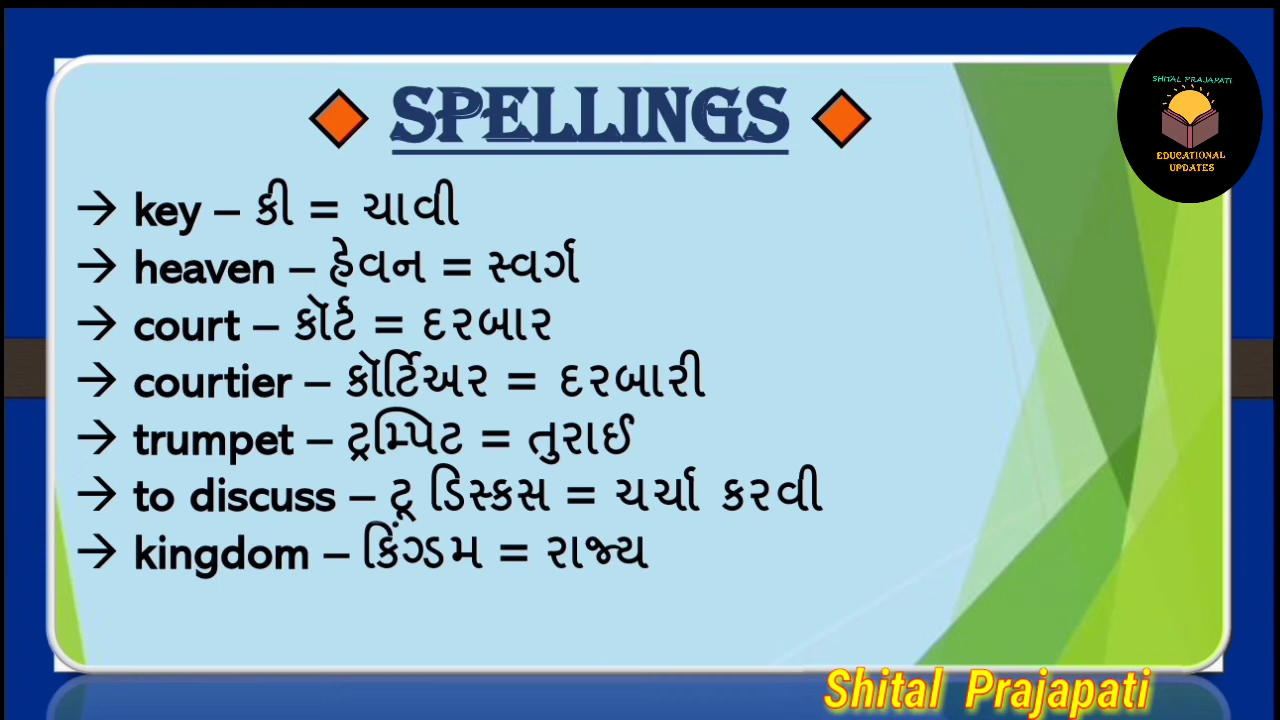 SHITAL PRAJAPATI
EDUCATIONAL
UPDATES
SPELLINGS
→ key – કી = ચાવી
→ heaven – હેવન = સ્વર્ગ
→ court – કૉર્ટ = દરબાર
→ courtier – કૉર્ટિઅર = દરબારી
→ trumpet – ટ્રમ્પિટ = તુરાઈ
→ to discuss – ટૂ ડિસ્કસ = ચર્ચા કરવી
→ kingdom – કિંગ્ડમ = રાજ્ય
Shital Prajapati